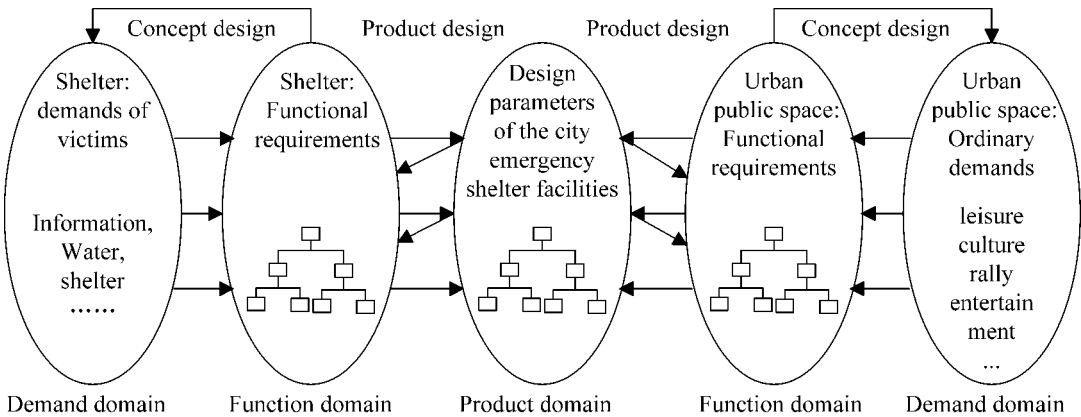 Concept design
Product design
Product design
Concept design
Shelter:
demands of
victims
Information,
Water,
shelter
……
Shelter:
Functional
requirements
Design
parameters
of the city
emergency
shelter facilities
Urban
public space:
Functional
requirements
Urban
public space:
Ordinary
demands
leisure
culture
rally
entertain
ment
...
Demand domain
Function domain
Product domain
Function domain
Demand domain